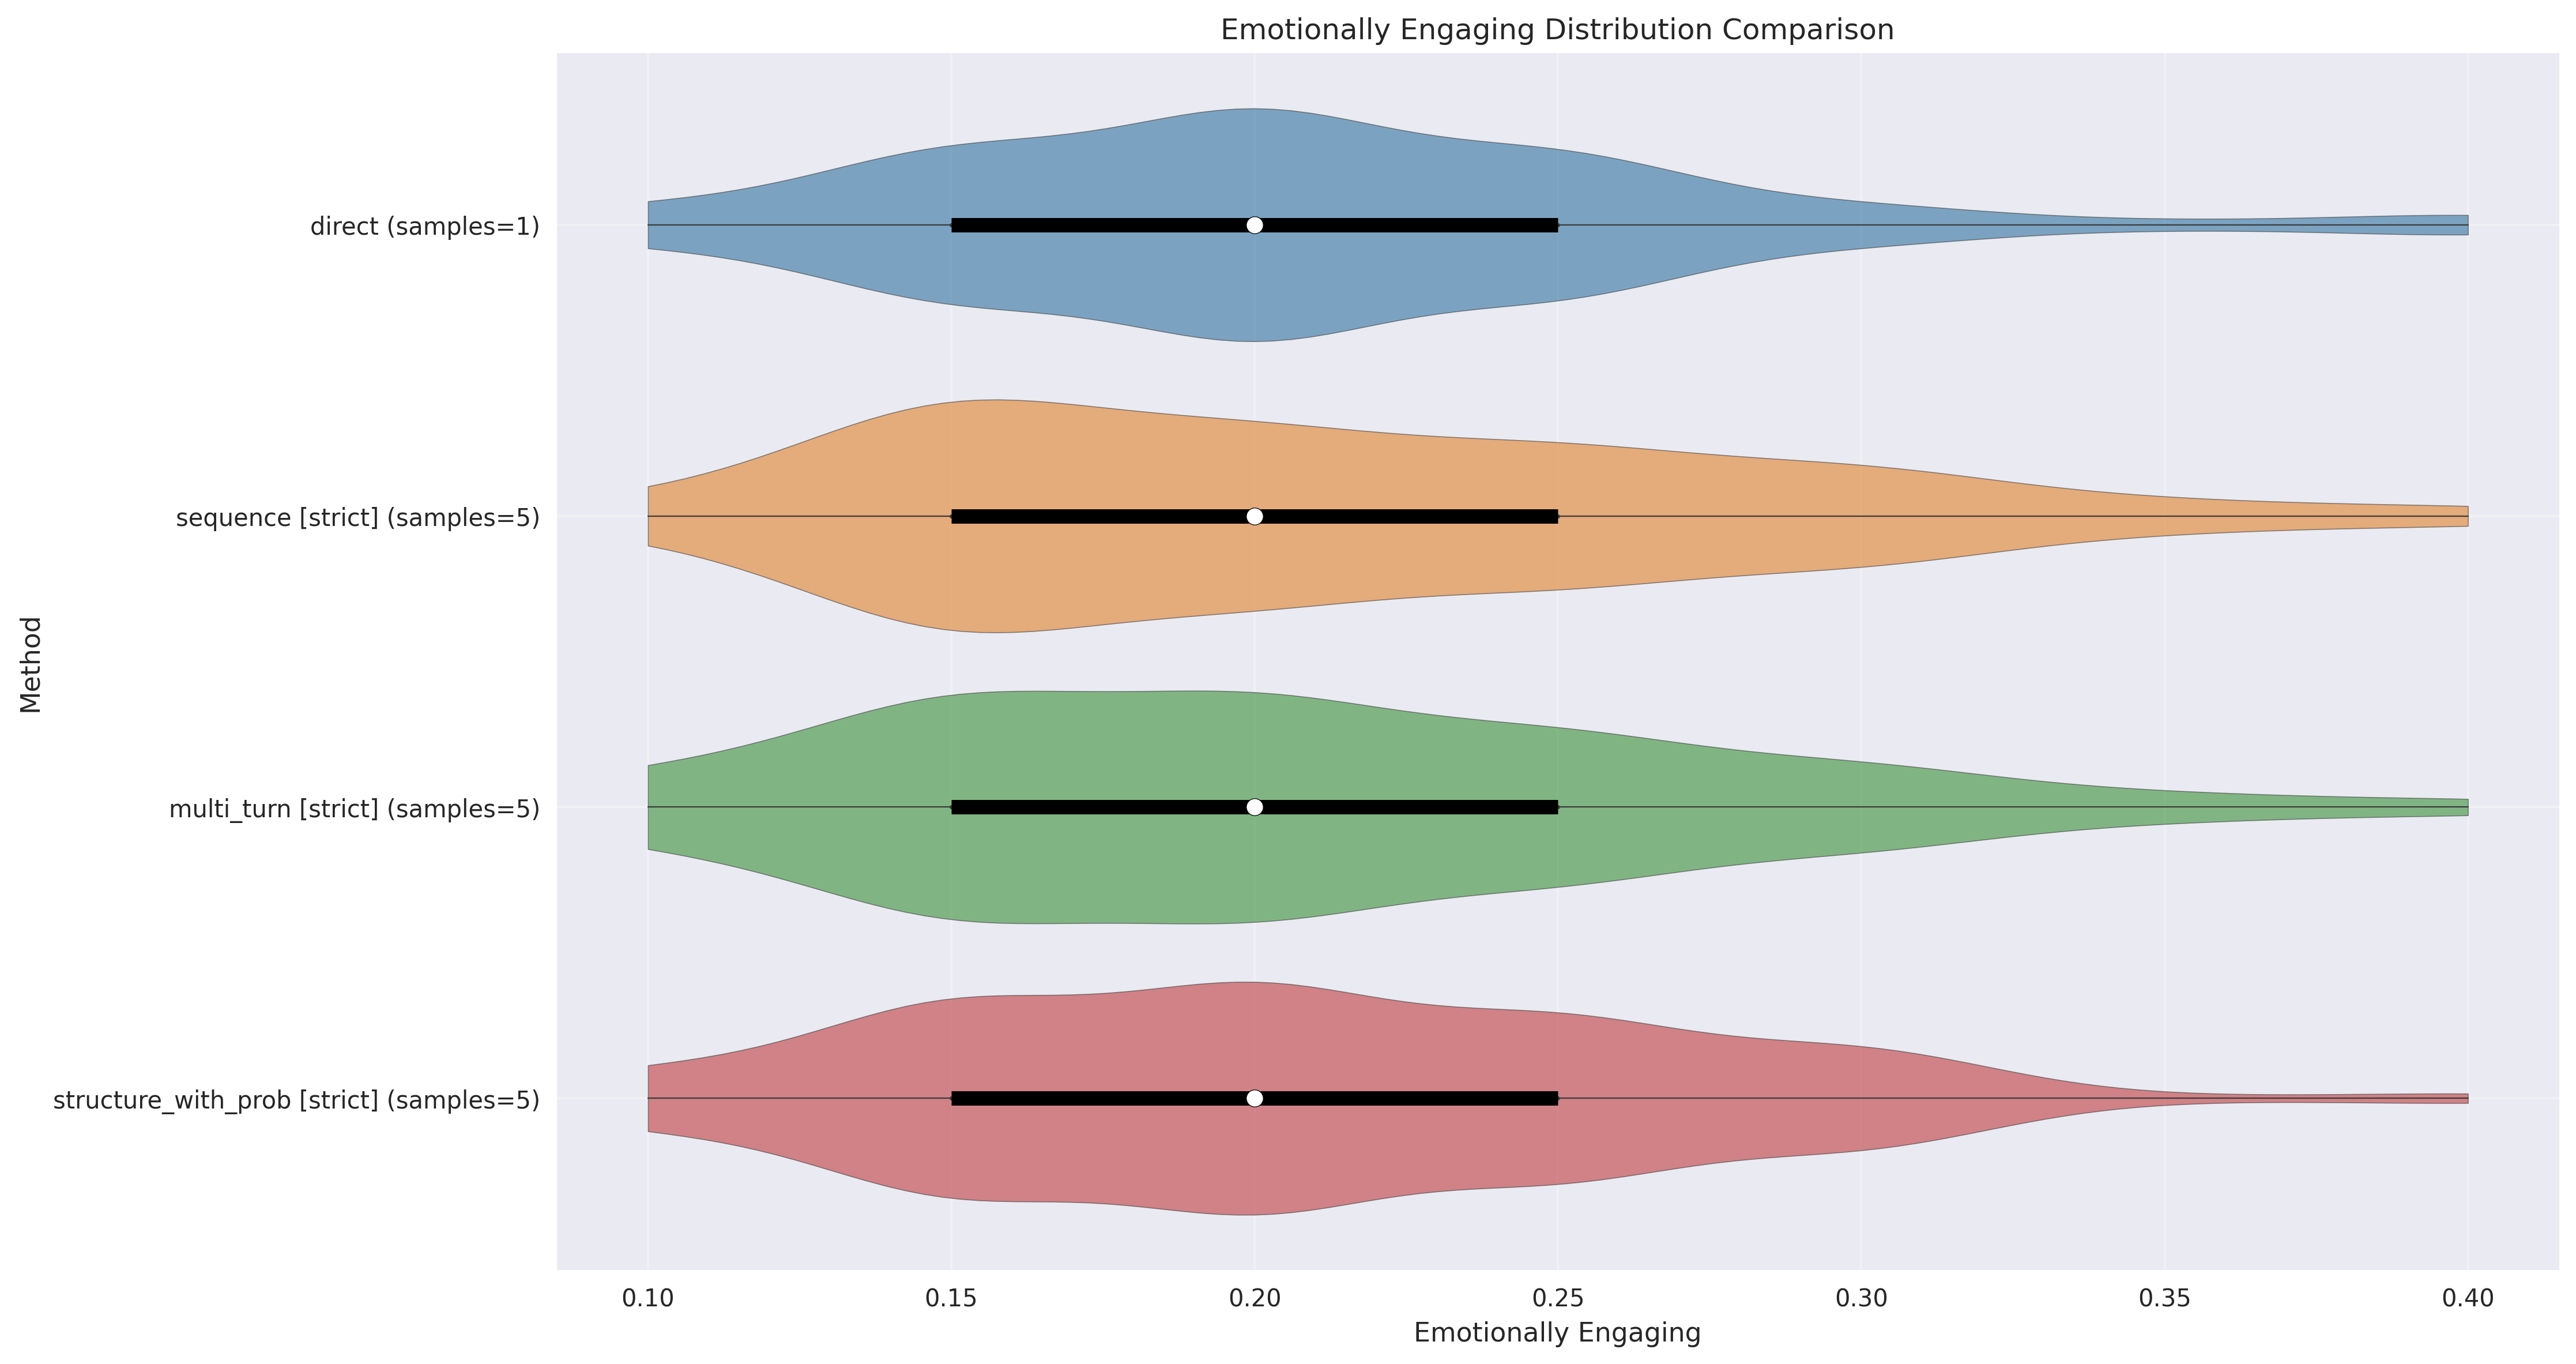 Emotionally Engaging Distribution Comparison
Method
direct (samples=1)
sequence [strict] (samples=5)
multi_turn [strict] (samples=5)
structure_with_prob [strict] (samples=5)
0.10 0.15 0.20 0.25 0.30 0.35 0.40
Emotionally Engaging